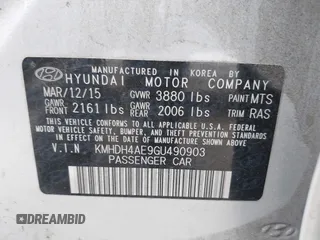 MANUFACTURED IN KOREA BY
HYUNDAI MOTOR COMPANY
MAR/12/15 GVWR 3880 lbs PAINT MTS
GAWR FRONT 2161 lbs GAWR REAR 2006 lbs TRIM RAS
THIS VEHICLE CONFORMS TO ALL APPLICABLE
FEDERAL MOTOR VEHICLE SAFETY, BUMPER, AND
THEFT PREVENTION STANDARDS IN EFFECT ON
THE DATE OF MANUFACTURE SHOWN ABOVE.
V.I.N KMHDH4AE9GU490903
PASSENGER CAR
DREAMBID